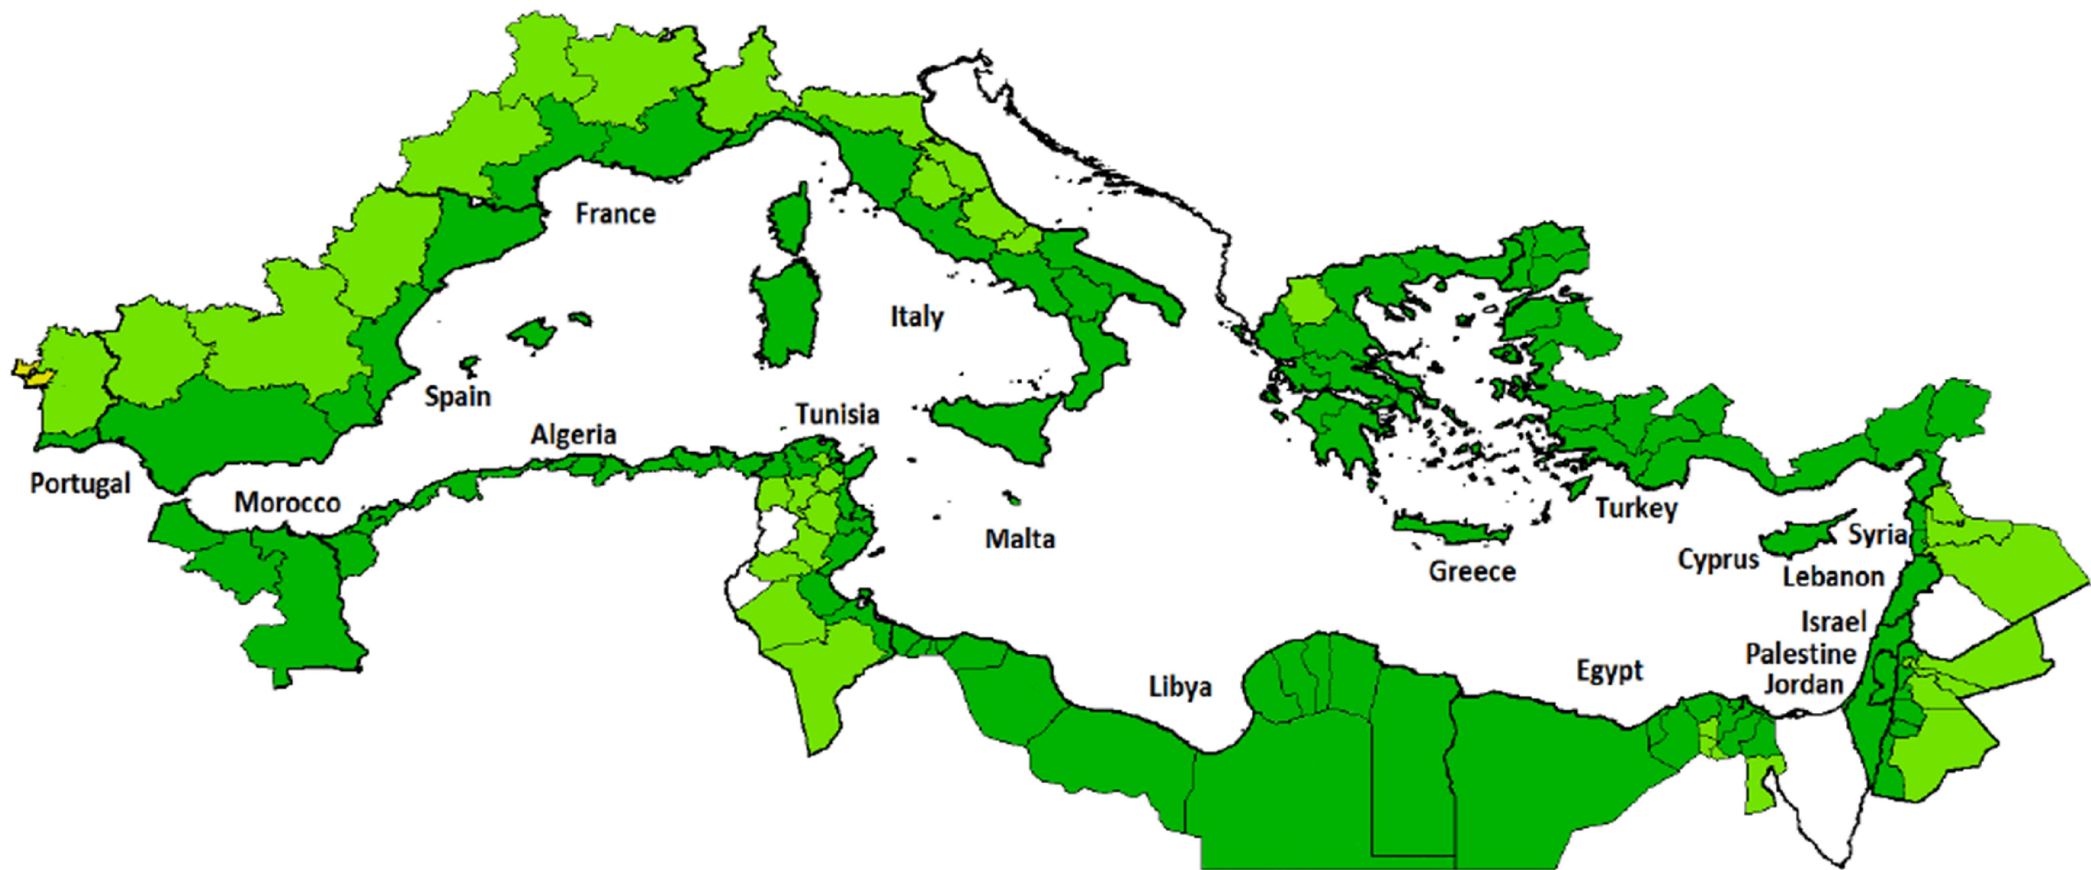 France
Italy
Spain
Tunisia
Algeria
Portugal
Morocco
Malta
Turkey
Greece
Cyprus
Syria
Lebanon
Israel
Palestine
Jordan
Egypt
Libya